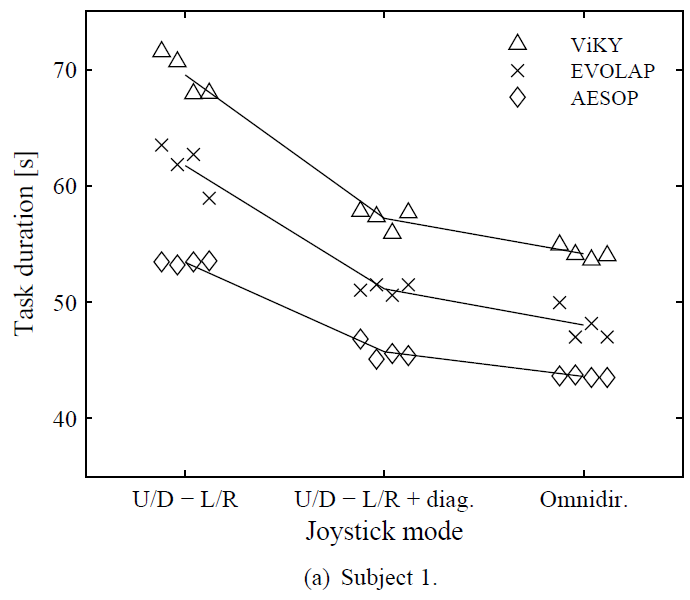 70
60
50
40
Task duration [s]
ViKY
EVOLAP
AESOP
U/D − L/R
U/D − L/R + diag.
Omnidir.
Joystick mode
(a) Subject 1.